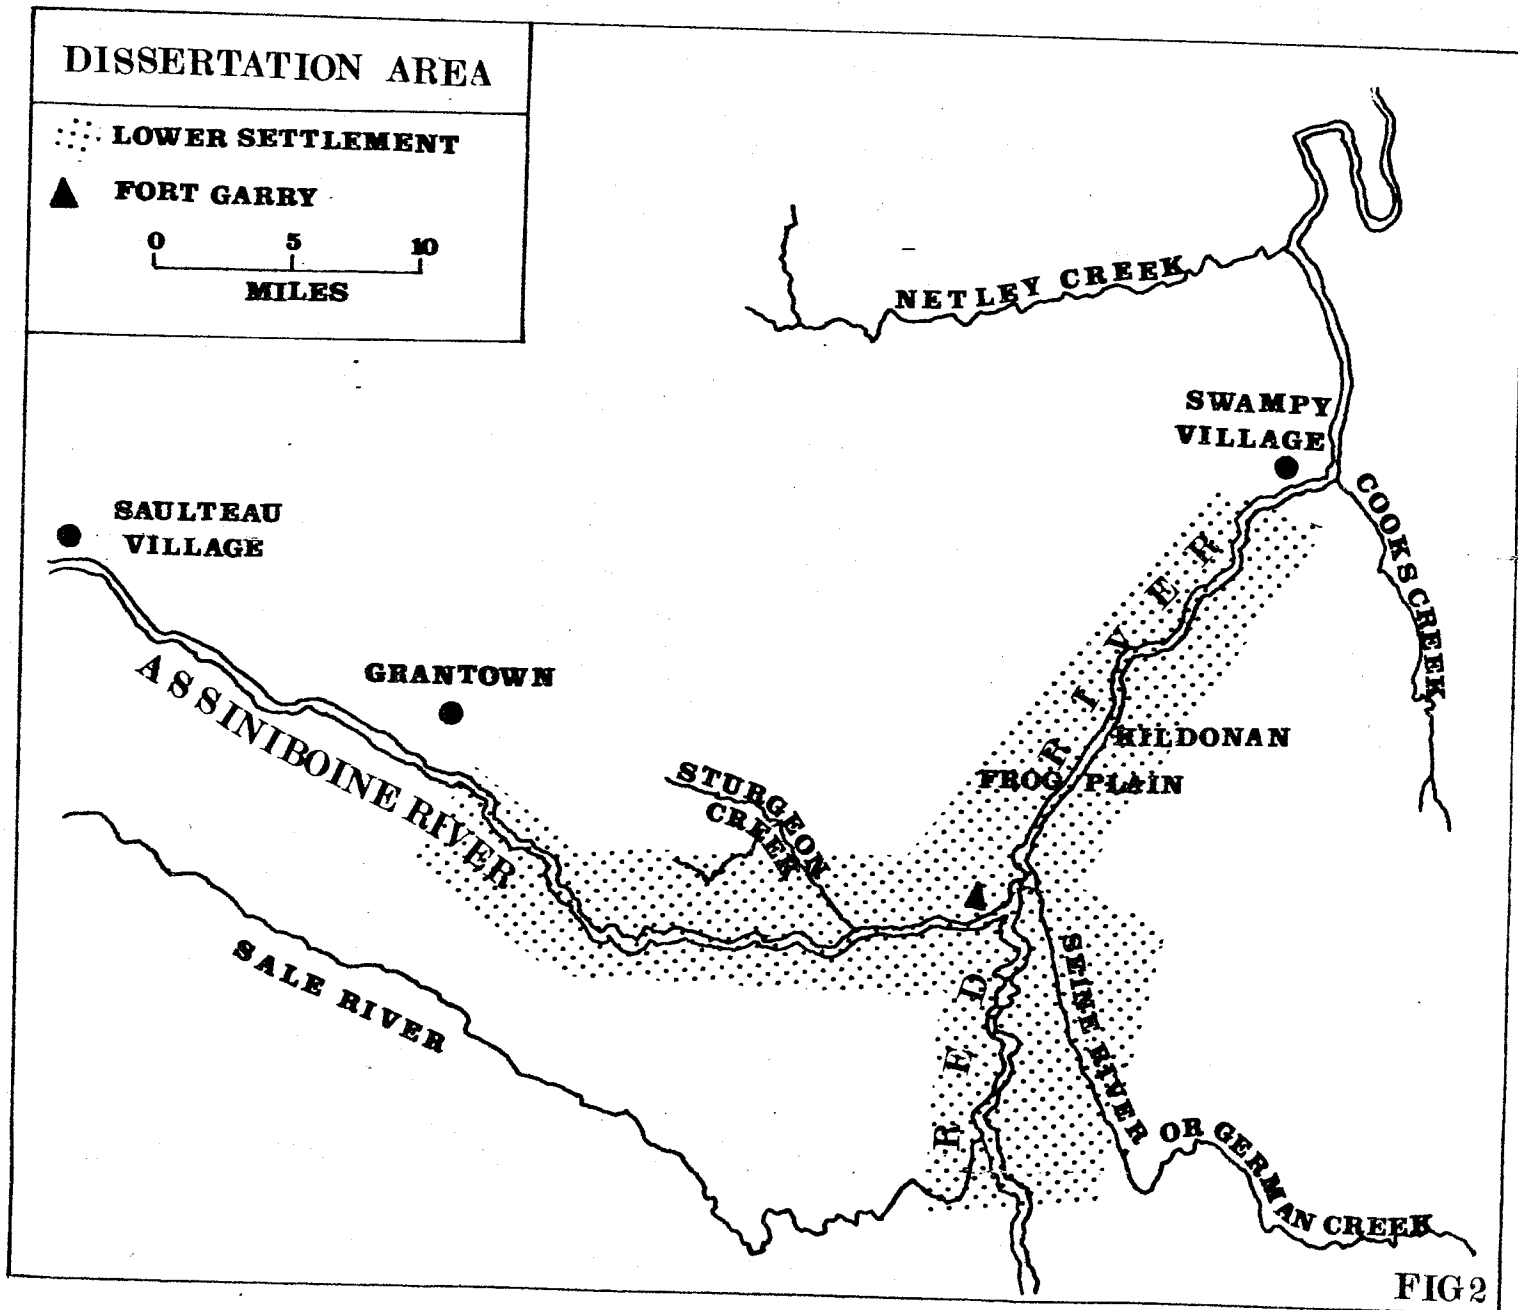 DISSERTATION AREA
LOWER SETTLEMENT
FORT GARRY
0 5 10
MILES
NETLEY CREEK
SWAMPY
VILLAGE
COOKS CREEK
SAULTEAU
VILLAGE
GRANTOWN
ASSINIBOINE RIVER
STURGEON
CREEK
RED RIVER
KILDONAN
FROG PLAIN
SALE RIVER
SEINE RIVER OR GERMAN CREEK
FIG 2